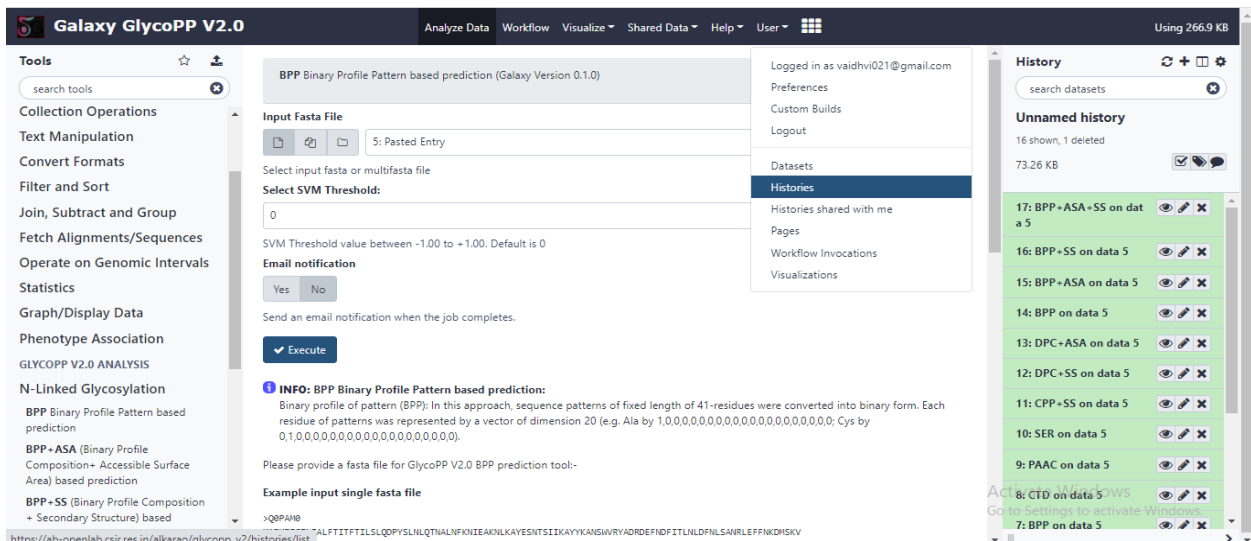 Galaxy GlycoPP V2.0
Analyze Data Workflow Visualize Shared Data Help User
Using 266.9 KB
Tools
search tools
Collection Operations
Text Manipulation
Convert Formats
Filter and Sort
Join, Subtract and Group
Fetch Alignments/Sequences
Operate on Genomic Intervals
Statistics
Graph/Display Data
Phenotype Association
GLYCOPP V2.0 ANALYSIS
N-Linked Glycosylation
BPP Binary Profile Pattern based
prediction
BPP+ASA (Binary Profile
Composition+ Accessible Surface
Area) based prediction
BPP+SS (Binary Profile Composition
+ Secondary Structure) based
https://ab-openlab.csir.res.in/alkarao/glycopp_v2/histories/list
BPP Binary Profile Pattern based prediction (Galaxy Version 0.1.0)
Input Fasta File
5: Pasted Entry
Select input fasta or multifasta file
Select SVM Threshold:
0
SVM Threshold value between -1.00 to +1.00. Default is 0
Email notification
Yes No
Send an email notification when the job completes.
Execute
INFO: BPP Binary Profile Pattern based prediction:
Binary profile of pattern (BPP): In this approach, sequence patterns of fixed length of 41-residues were converted into binary form. Each
residue of patterns was represented by a vector of dimension 20 (e.g. Ala by 1,0,0,0,0,0,0,0,0,0,0,0,0,0,0,0,0,0,0,0; Cys by
0,1,0,0,0,0,0,0,0,0,0,0,0,0,0,0,0,0,0,0).
Please provide a fasta file for GlycoPP V2.0 BPP prediction tool:-
Example input single fasta file
>Q0PAM0
ALFTITFTILSLQDPYSLNLQTNALNFKNIEAKNLKAYESNTSIIKAYYKANSWVRYADRDEFNDFITLNLDFNLSANRLEFFNKDMSKV
Logged in as vaidhvi021@gmail.com
Preferences
Custom Builds
Logout
Datasets
Histories
Histories shared with me
Pages
Workflow Invocations
Visualizations
History
search datasets
Unnamed history
16 shown, 1 deleted
73.26 KB
17: BPP+ASA+SS on dat
a 5
16: BPP+SS on data 5
15: BPP+ASA on data 5
14: BPP on data 5
13: DPC+ASA on data 5
12: DPC+SS on data 5
11: CPP+SS on data 5
10: SER on data 5
9: PAAC on data 5
8: CTD on data 5
7: BPP on data 5
Activate Windows
Go to Settings to activate Windows.